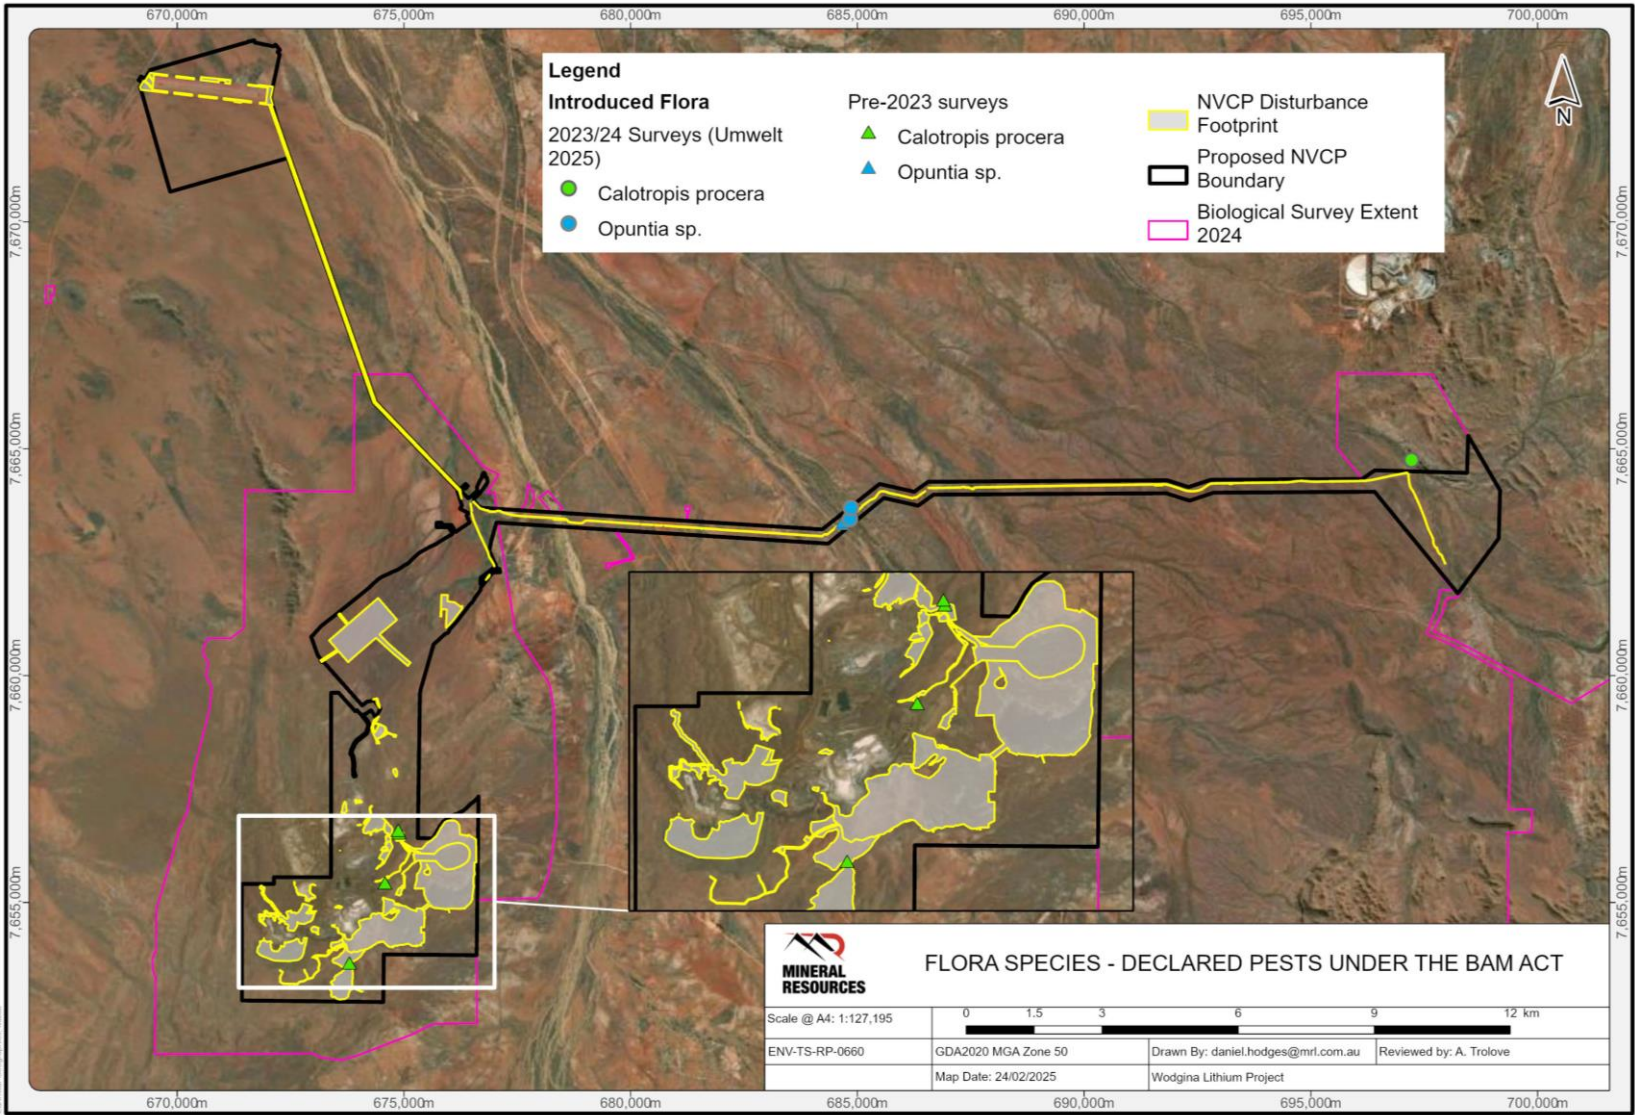 670,000m 675,000m 680,000m 685,000m 690,000m 695,000m 700,000m
Legend
Introduced Flora
2023/24 Surveys (Umwelt
2025)
Calotropis procera
Opuntia sp.
Pre-2023 surveys
Calotropis procera
Opuntia sp.
NVCP Disturbance
Footprint
Proposed NVCP
Boundary
Biological Survey Extent
2024
N
7,670,000m
7,665,000m
7,660,000m
7,655,000m
7,670,000m
7,665,000m
7,660,000m
7,655,000m
MINERAL
RESOURCES
FLORA SPECIES - DECLARED PESTS UNDER THE BAM ACT
Scale @ A4: 1:127,195
0 1.5 3 6 9 12 km
ENV-TS-RP-0660
GDA2020 MGA Zone 50
Drawn By: daniel.hodges@mrl.com.au
Reviewed by: A. Trolove
Map Date: 24/02/2025
Wodgina Lithium Project
670,000m 675,000m 680,000m 685,000m 690,000m 695,000m 700,000m